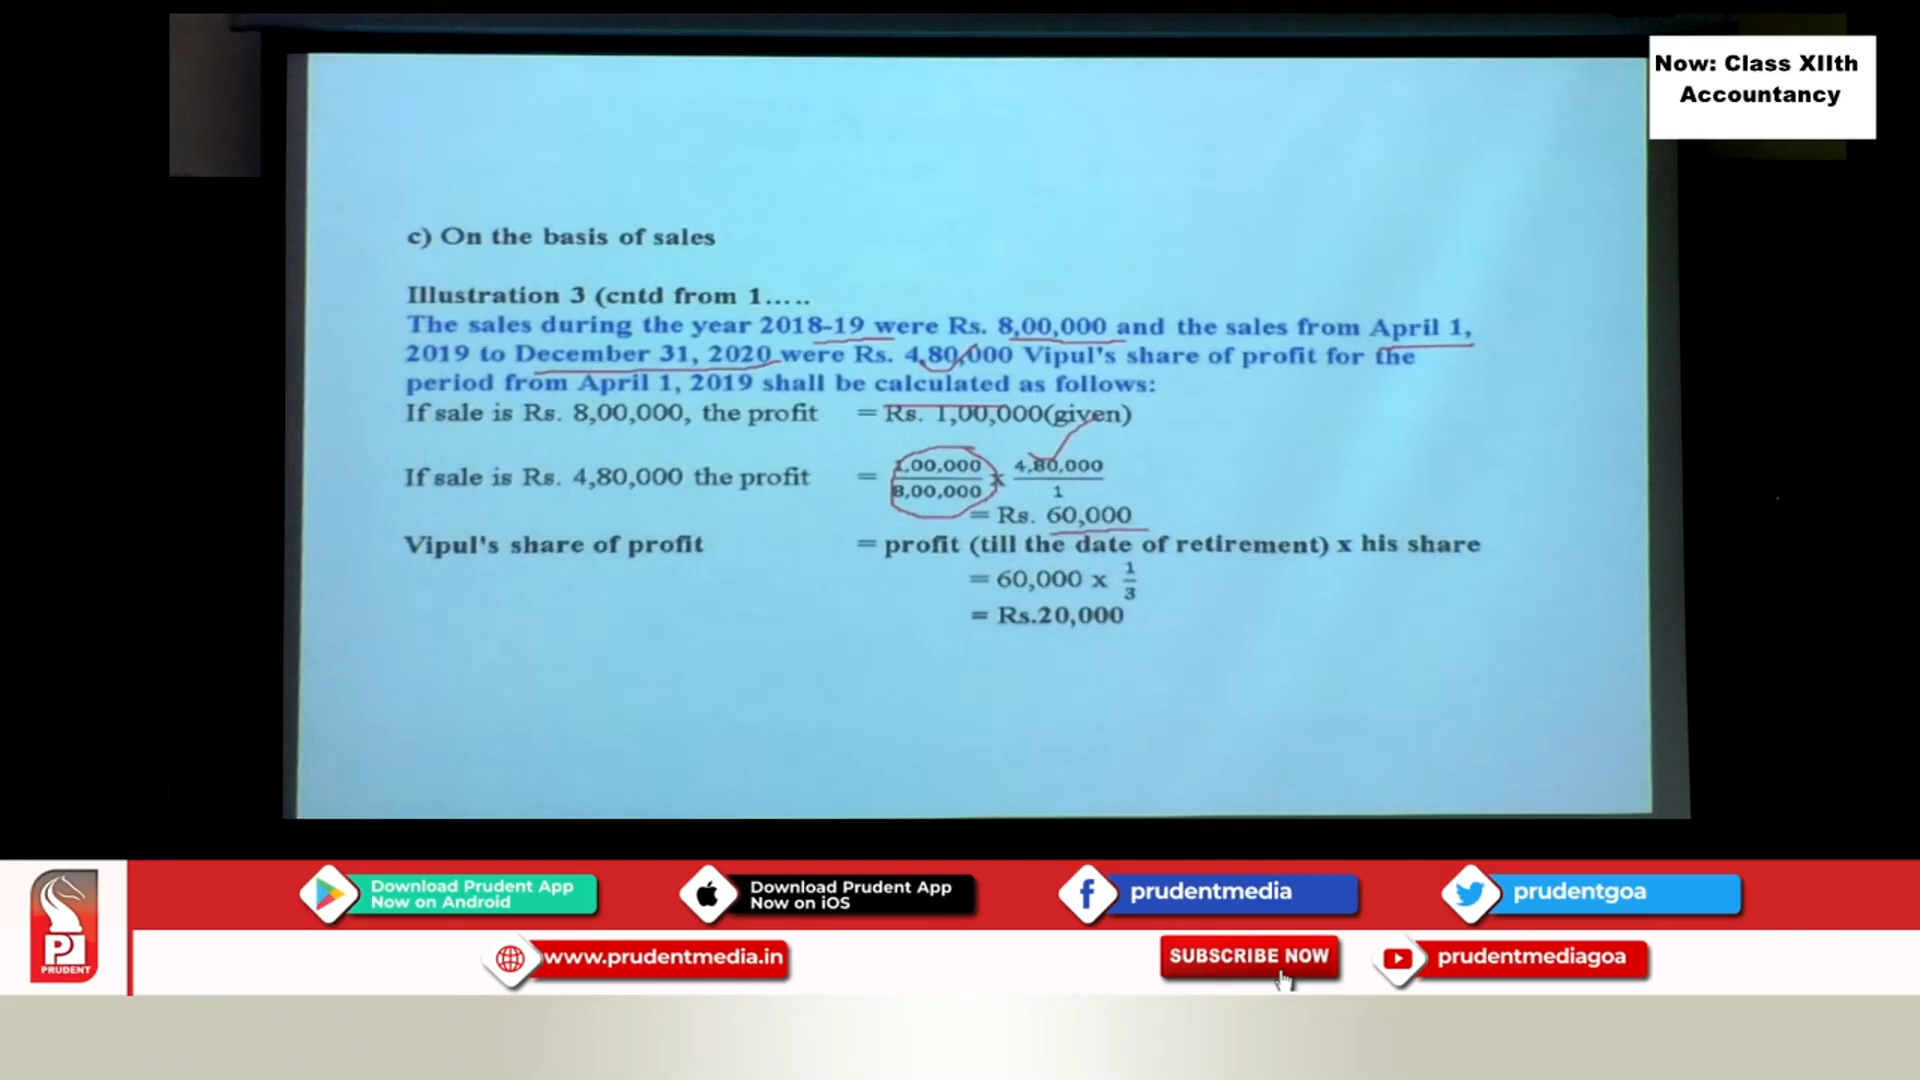 Now: Class XIIth
Accountancy
c) On the basis of sales
Illustration 3 (cntd from 1.....
The sales during the year 2018-19 were Rs. 8,00,000 and the sales from April 1,
2019 to December 31, 2020 were Rs. 4,80,000 Vipul's share of profit for the
period from April 1, 2019 shall be calculated as follows:
If sale is Rs. 8,00,000, the profit = Rs. 1,00,000(given)
If sale is Rs. 4,80,000 the profit = 1,00,000/8,00,000 x 4,80,000/1
= Rs. 60,000
Vipul's share of profit = profit (till the date of retirement) x his share
= 60,000 x 1/3
= Rs.20,000
Download Prudent App
Now on Android
Download Prudent App
Now on iOS
prudentmedia
prudentgoa
PRUDENT
www.prudentmedia.in
SUBSCRIBE NOW
prudentmediagoa